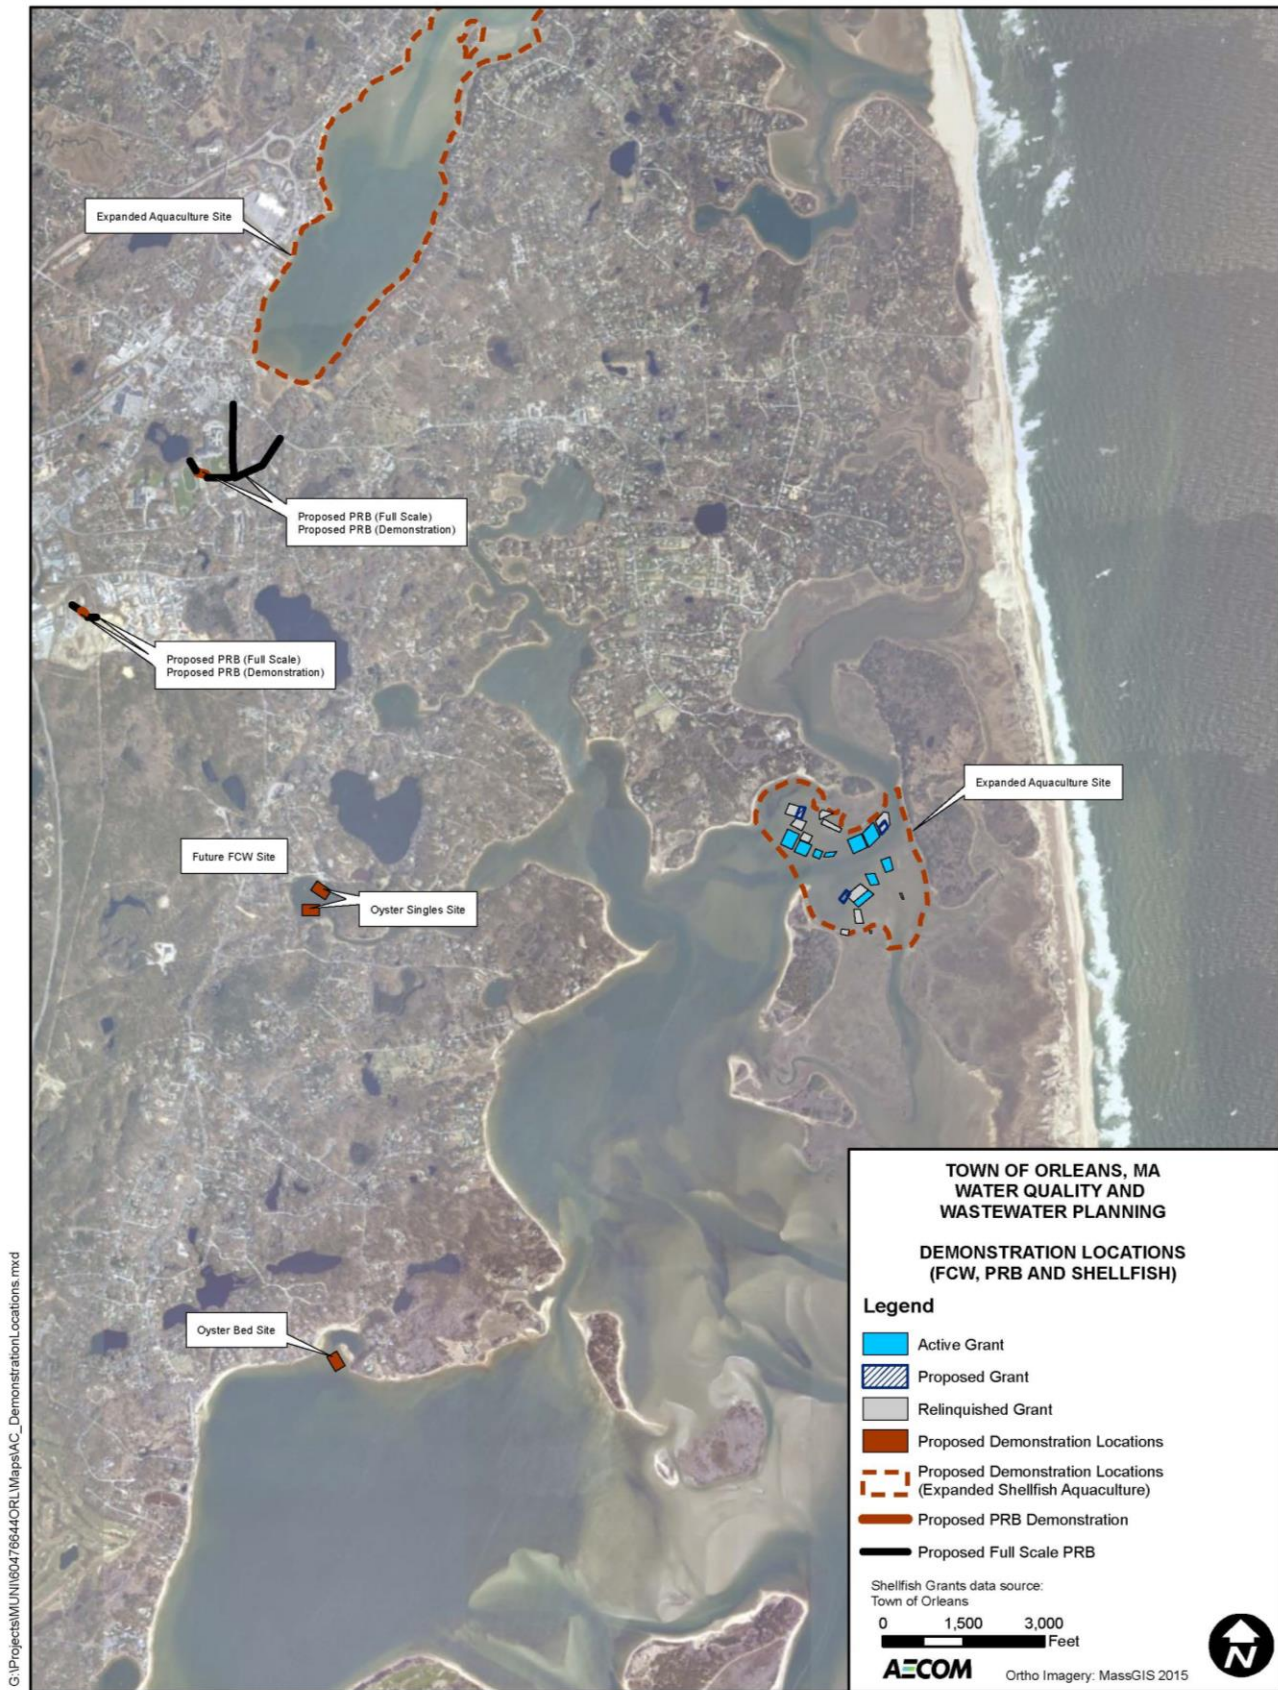 Expanded Aquaculture Site
Proposed PRB (Full Scale)
Proposed PRB (Demonstration)
Proposed PRB (Full Scale)
Proposed PRB (Demonstration)
Expanded Aquaculture Site
Future FCW Site
Oyster Singles Site
Oyster Bed Site
G:\Projects\MUNI\60476644ORL\Maps\AC_DemonstrationLocations.mxd
TOWN OF ORLEANS, MA
WATER QUALITY AND
WASTEWATER PLANNING
DEMONSTRATION LOCATIONS
(FCW, PRB AND SHELLFISH)
Legend
Active Grant
Proposed Grant
Relinquished Grant
Proposed Demonstration Locations
Proposed Demonstration Locations
(Expanded Shellfish Aquaculture)
Proposed PRB Demonstration
Proposed Full Scale PRB
Shellfish Grants data source:
Town of Orleans
0 1,500 3,000
Feet
AECOM
Ortho Imagery: MassGIS 2015
N